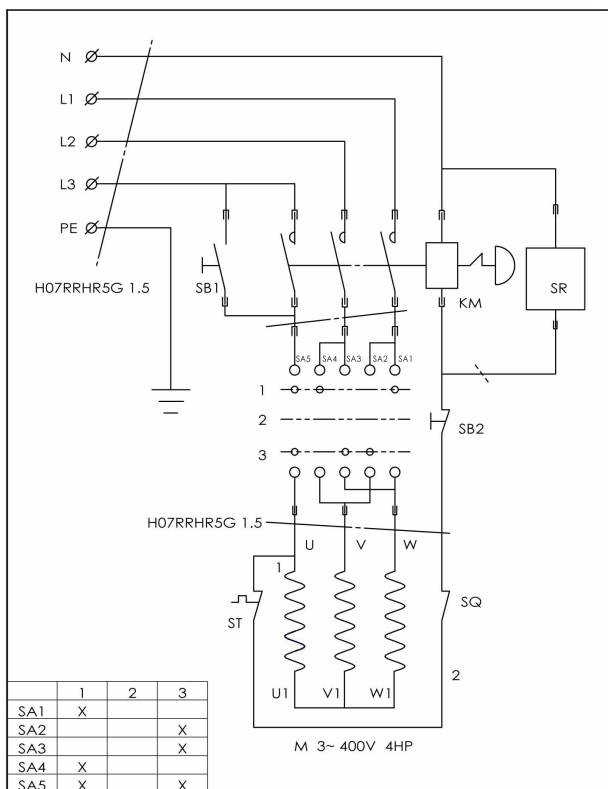 N
L1
L2
L3
PE
H07RRHR5G 1.5
SB1
KM
SR
SA5 SA4 SA3 SA2 SA1
1
2
SB2
3
H07RRHR5G 1.5
U V W
1
ST
SQ
2
U1 V1 W1
M 3~ 400V 4HP
1 2 3
SA1 X
SA2 X
SA3 X
SA4 X
SA5 X X